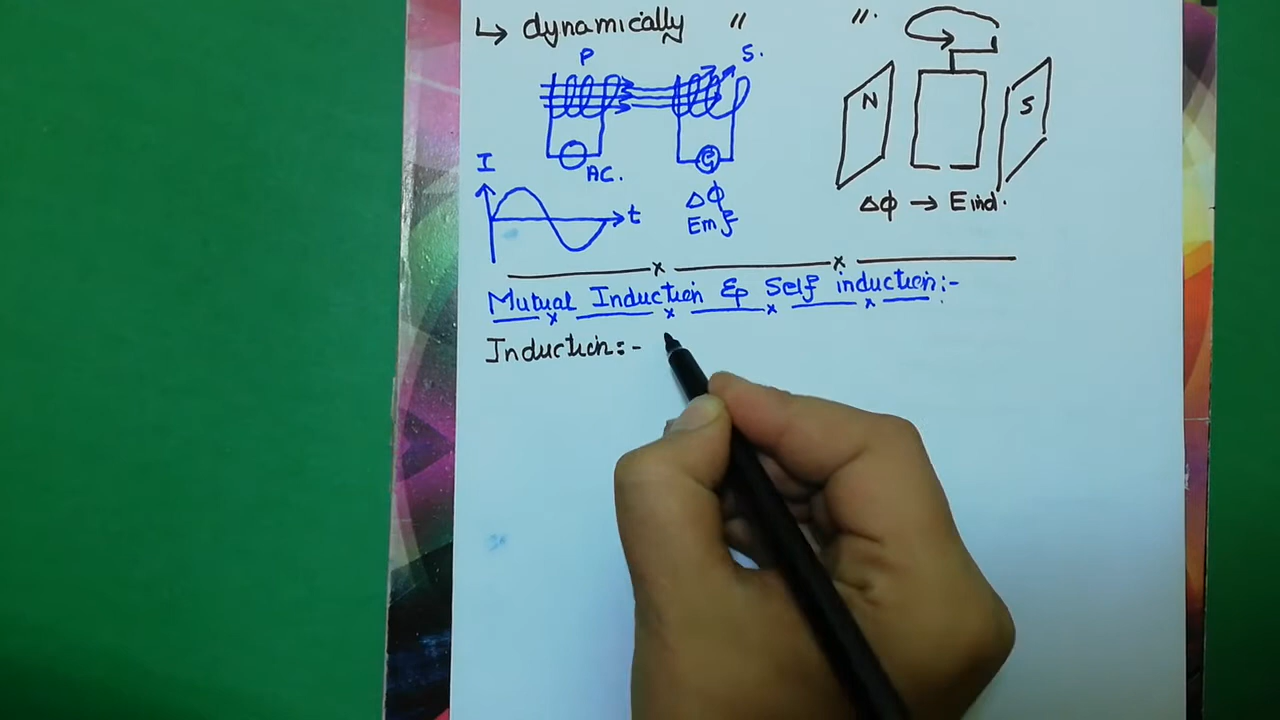 ↳ dynamically " ".
P S.
N S
G
AC.
I
t
Δφ
Emf
Δφ → Eind.
Mutual Induction & Self induction:-
Induction:-